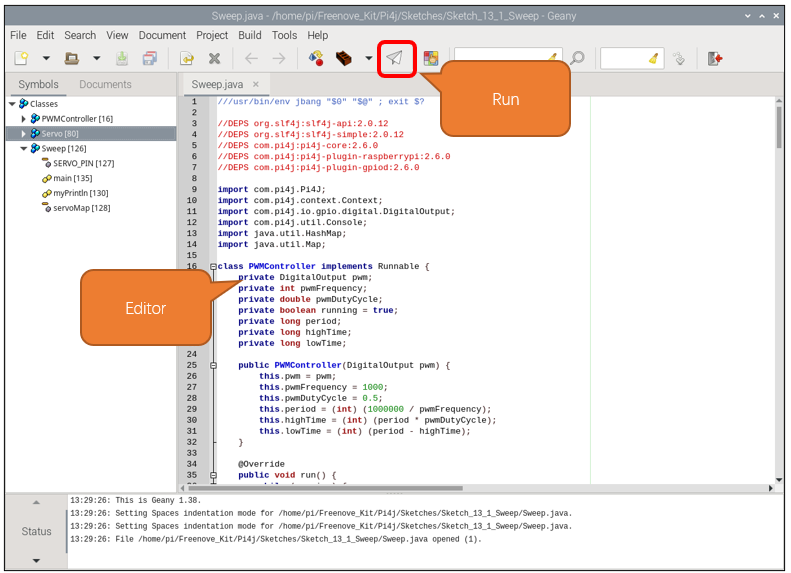 Sweep.java - /home/pi/Freenove_Kit/Pi4j/Sketches/Sketch_13_1_Sweep - Geany
File Edit Search View Document Project Build Tools Help
Run
Symbols Documents
Sweep.java
Classes
PWMController [16]
Servo [80]
Sweep [126]
SERVO_PIN [127]
main [135]
myPrintln [130]
servoMap [128]
1 ///usr/bin/env jbang "$0" "$@" ; exit $?
2
3 //DEPS org.slf4j:slf4j-api:2.0.12
4 //DEPS org.slf4j:slf4j-simple:2.0.12
5 //DEPS com.pi4j:pi4j-core:2.6.0
6 //DEPS com.pi4j:pi4j-plugin-raspberrypi:2.6.0
7 //DEPS com.pi4j:pi4j-plugin-gpiod:2.6.0
8
9 import com.pi4j.Pi4J;
10 import com.pi4j.context.Context;
11 import com.pi4j.io.gpio.digital.DigitalOutput;
12 import com.pi4j.util.Console;
13 import java.util.HashMap;
14 import java.util.Map;
15
16 class PWMController implements Runnable {
private DigitalOutput pwm;
private int pwmFrequency;
private double pwmDutyCycle;
private boolean running = true;
private long period;
private long highTime;
private long lowTime;
Editor
24
25 public PWMController(DigitalOutput pwm) {
26 this.pwm = pwm;
27 this.pwmFrequency = 1000;
28 this.pwmDutyCycle = 0.5;
29 this.period = (int) (1000000 / pwmFrequency);
30 this.highTime = (int) (period * pwmDutyCycle);
31 this.lowTime = (int) (period - highTime);
32 }
33
34 @Override
35 public void run() {
Status
13:29:26: This is Geany 1.38.
13:29:26: Setting Spaces indentation mode for /home/pi/Freenove_Kit/Pi4j/Sketches/Sketch_13_1_Sweep/Sweep.java.
13:29:26: Setting Spaces indentation mode for /home/pi/Freenove_Kit/Pi4j/Sketches/Sketch_13_1_Sweep/Sweep.java.
13:29:26: File /home/pi/Freenove_Kit/Pi4j/Sketches/Sketch_13_1_Sweep/Sweep.java opened (1).